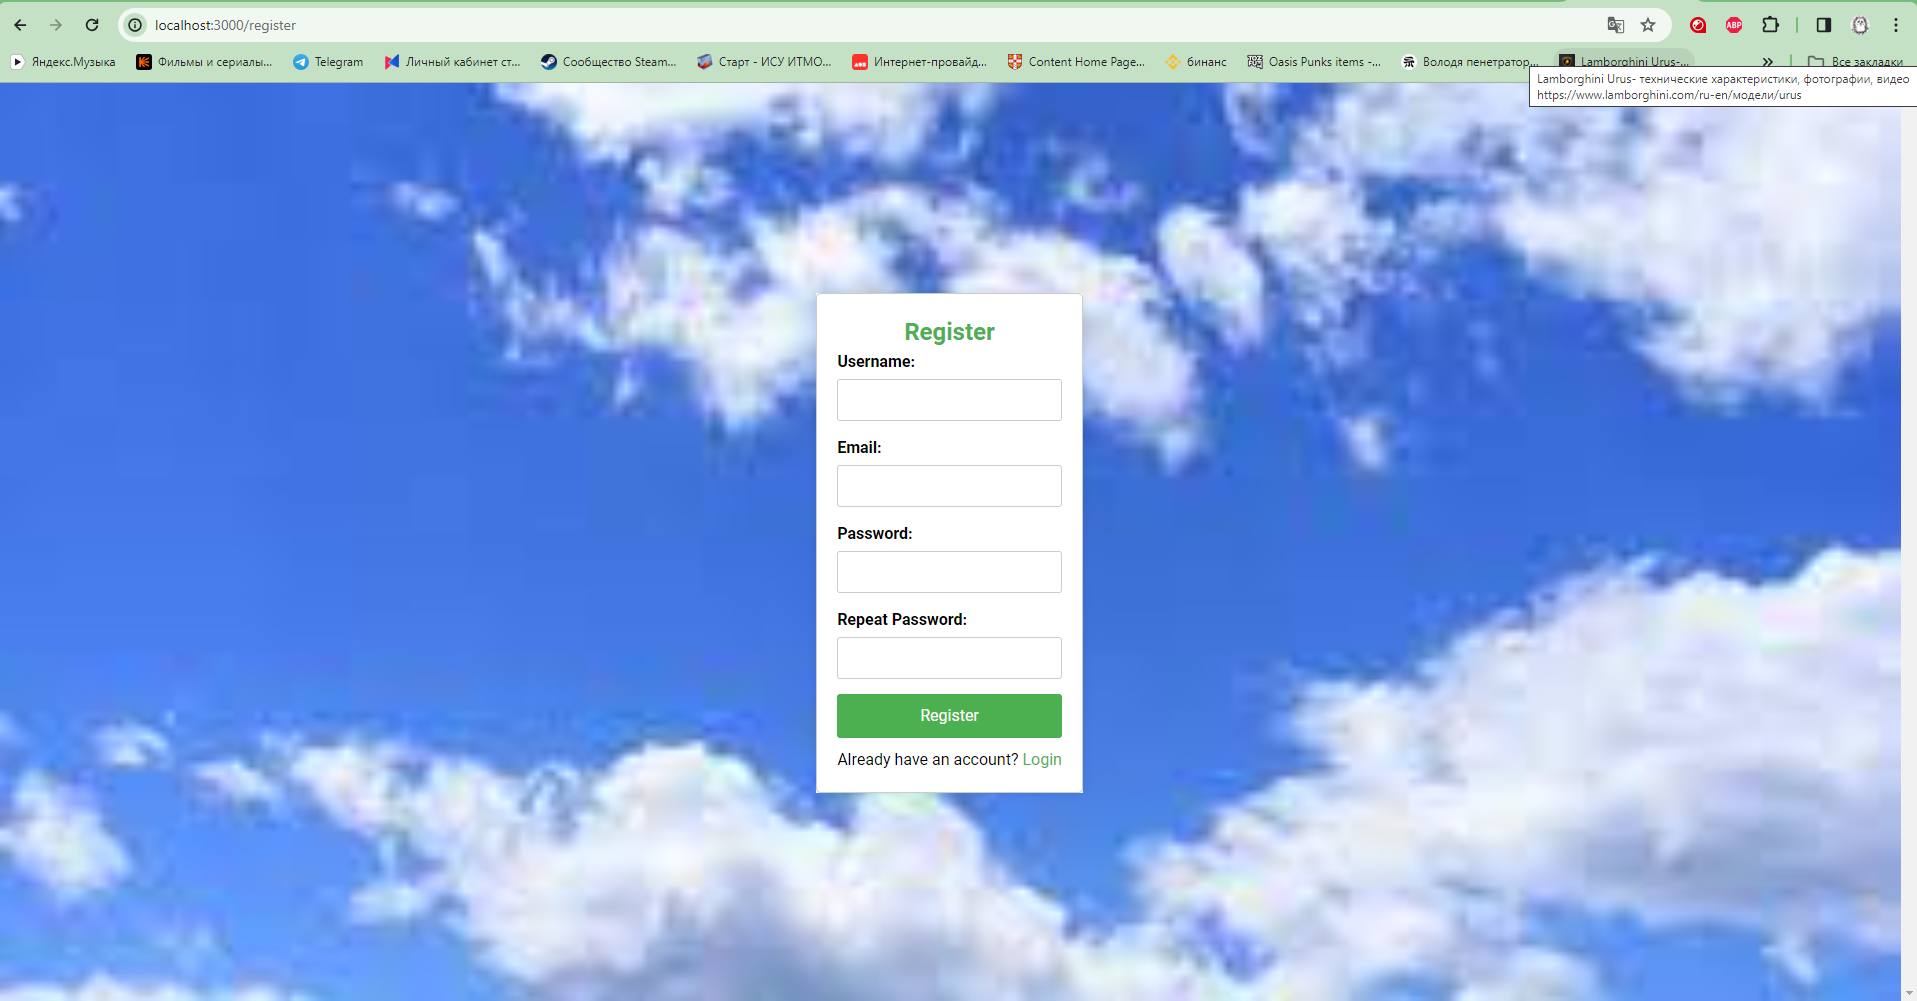 localhost:3000/register
Яндекс.Музыка Фильмы и сериалы... Telegram Личный кабинет ст... Сообщество Steam... Старт - ИСУ ИТМО... Интернет-провайд... Content Home Page... бинанс Oasis Punks items -... Володя пенетратор... Lamborghini Urus-... » Все закладки
ABP
Lamborghini Urus- технические характеристики, фотографии, видео
https://www.lamborghini.com/ru-en/модели/urus
Register
Username:
Email:
Password:
Repeat Password:
Register
Already have an account? Login